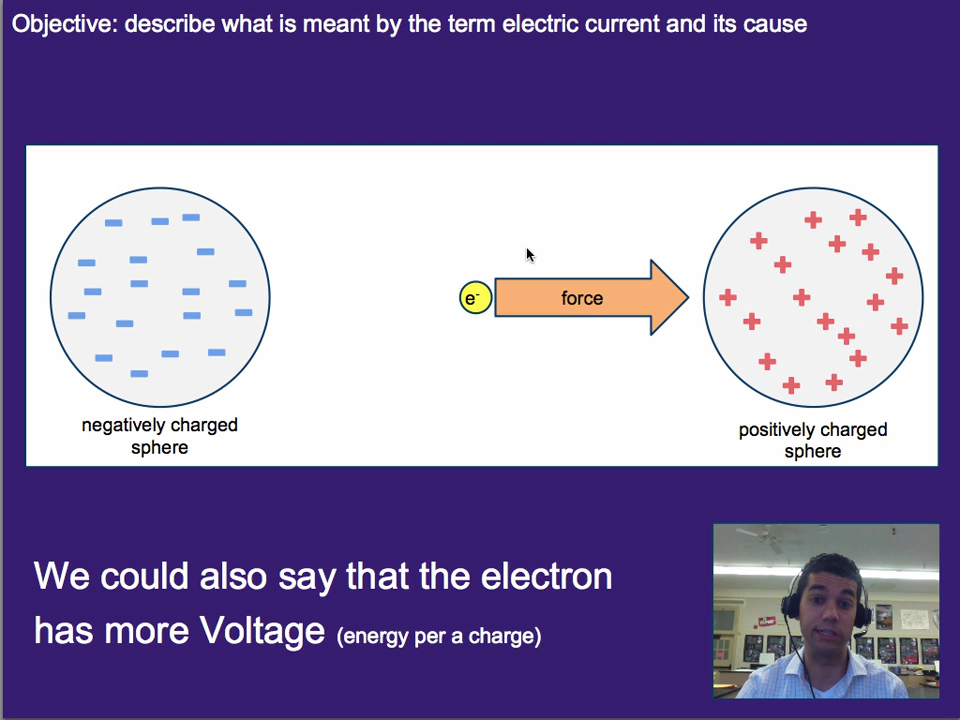 Objective: describe what is meant by the term electric current and its cause
e-
force
negatively charged
sphere
positively charged
sphere
We could also say that the electron
has more Voltage (energy per a charge)